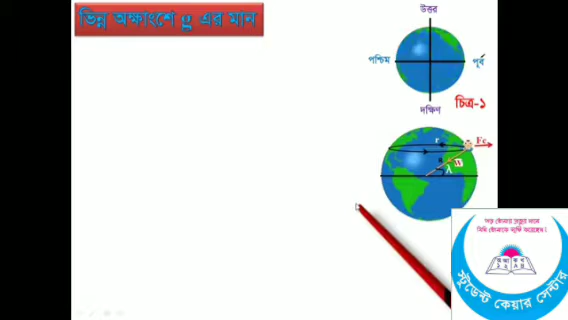 ভিন্ন অক্ষাংশে g এর মান
উত্তর
পশ্চিম
পূর্ব
দক্ষিণ
চিত্র-১
r
Fc
W
λ
স্টুডেন্ট কেয়ার সেন্টার